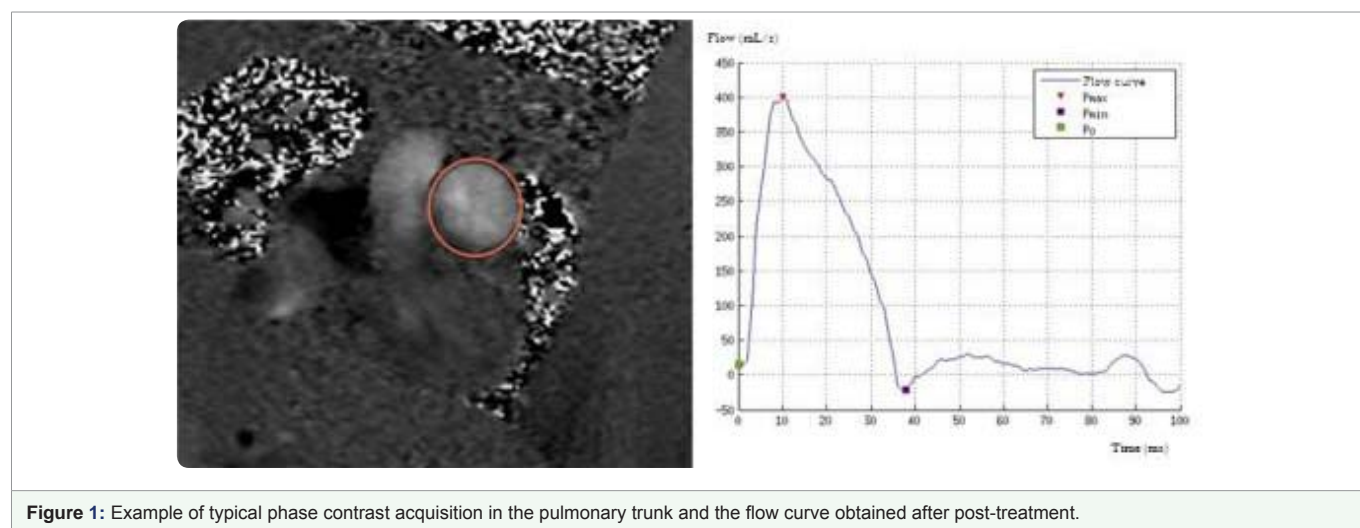 Flow (mL/s)
450
400
350
300
250
200
150
100
50
0
-50
0 10 20 30 40 50 60 70 80 90 100
Time (ms)
Flow curve
Pmax
Pmin
Po
Figure 1: Example of typical phase contrast acquisition in the pulmonary trunk and the flow curve obtained after post-treatment.